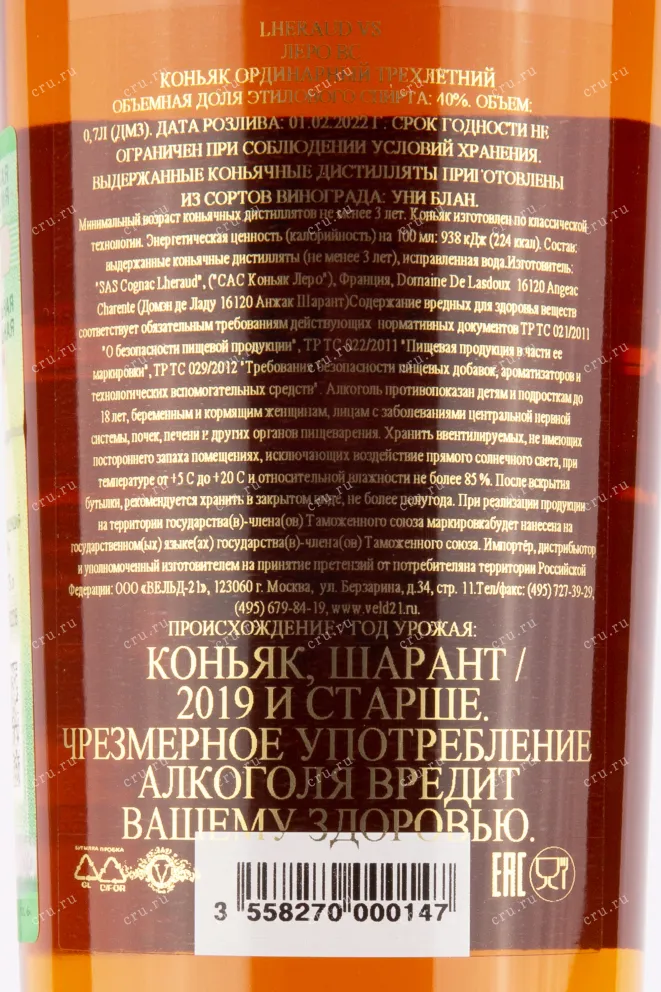 LHERAUD VS
ЛЕРО ВС
КОНЬЯК ОРДИНАРНЫЙ ТРЕХЛЕТНИЙ
ОБЪЕМНАЯ ДОЛЯ ЭТИЛОВОГО СПИРТА: 40%. ОБЪЕМ:
0,7Л (ДМ3). ДАТА РОЗЛИВА: 01.02.2022 Г. СРОК ГОДНОСТИ НЕ
ОГРАНИЧЕН ПРИ СОБЛЮДЕНИИ УСЛОВИЙ ХРАНЕНИЯ.
ВЫДЕРЖАННЫЕ КОНЬЯЧНЫЕ ДИСТИЛЛЯТЫ ПРИГОТОВЛЕНЫ
ИЗ СОРТОВ ВИНОГРАДА: УНИ БЛАН.
Минимальный возраст коньячных дистиллятов не менее 3 лет. Коньяк изготовлен по классической
технологии. Энергетическая ценность (калорийность) на 100 мл: 938 кДж (224 ккал). Состав:
выдержанные коньячные дистилляты (не менее 3 лет), исправленная вода.Изготовитель:
"SAS Cognac Lheraud", ("САС Коньяк Леро"), Франция, Domaine De Lasdoux 16120 Angeac
Charente (Домэн де Ладу 16120 Анжак Шарант)Содержание вредных для здоровья веществ
соответствует обязательным требованиям действующих нормативных документов ТР ТС 021/2011
"О безопасности пищевой продукции", ТР ТС 022/2011 "Пищевая продукция в части ее
маркировки", ТР ТС 029/2012 "Требования безопасности пищевых добавок, ароматизаторов и
технологических вспомогательных средств". Алкоголь противопоказан детям и подросткам до
18 лет, беременным и кормящим женщинам, лицам с заболеваниями центральной нервной
системы, почек, печени и других органов пищеварения. Хранить ввентилируемых, не имеющих
постороннего запаха помещениях, исключающих воздействие прямого солнечного света, при
температуре от +5 С до +20 С и относительной влажности не более 85 %. После вскрытия
бутылки, рекомендуется хранить в закрытом виде, не более полугода. При реализации продукции
на территории государства(в)-члена(ов) Таможенного союза маркировкабудет нанесена на
государственном(ых) языке(ах) государства(в)-члена(ов) Таможенного союза. Импортёр, дистрибьютор
и уполномоченный изготовителем на принятие претензий от потребителяна территории Российской
Федерации: ООО «ВЕЛЬД-21», 123060 г. Москва, ул. Берзарина, д.34, стр. 11.Тел/факс: (495) 727-39-29,
(495) 679-84-19, www.veld21.ru.
ПРОИСХОЖДЕНИЕ/ГОД УРОЖАЯ:
КОНЬЯК, ШАРАНТ /
2019 И СТАРШЕ.
ЧРЕЗМЕРНОЕ УПОТРЕБЛЕНИЕ
АЛКОГОЛЯ ВРЕДИТ
ВАШЕМУ ЗДОРОВЬЮ.
БУТЫЛКА ПРОБКА
GL C/FOR
V
EAC
3 558270 000147